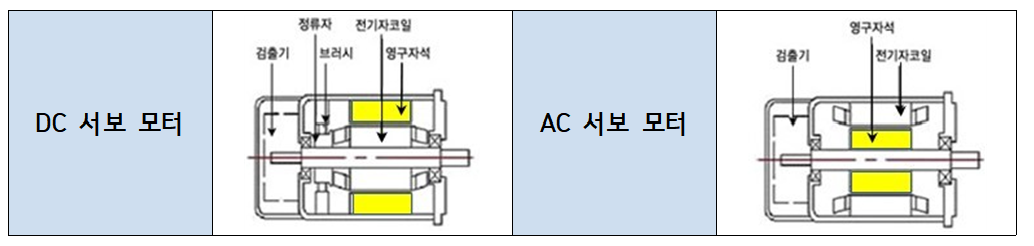 DC 서보 모터
정류자 전기자코일
검출기 브러시 영구자석
AC 서보 모터
영구자석
검출기 전기자코일